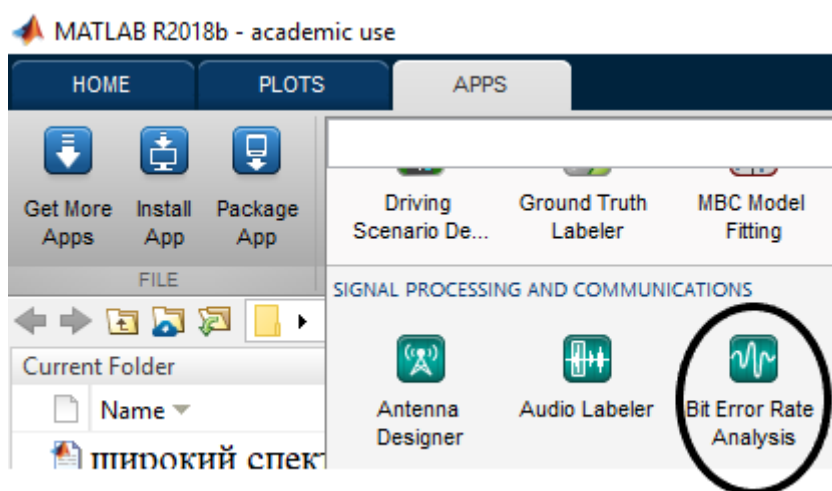 MATLAB R2018b - academic use
HOME PLOTS APPS
Get More Apps
Install App
Package App
FILE
Driving Scenario De...
Ground Truth Labeler
MBC Model Fitting
SIGNAL PROCESSING AND COMMUNICATIONS
Antenna Designer
Audio Labeler
Bit Error Rate Analysis
Current Folder
Name
широкий спект